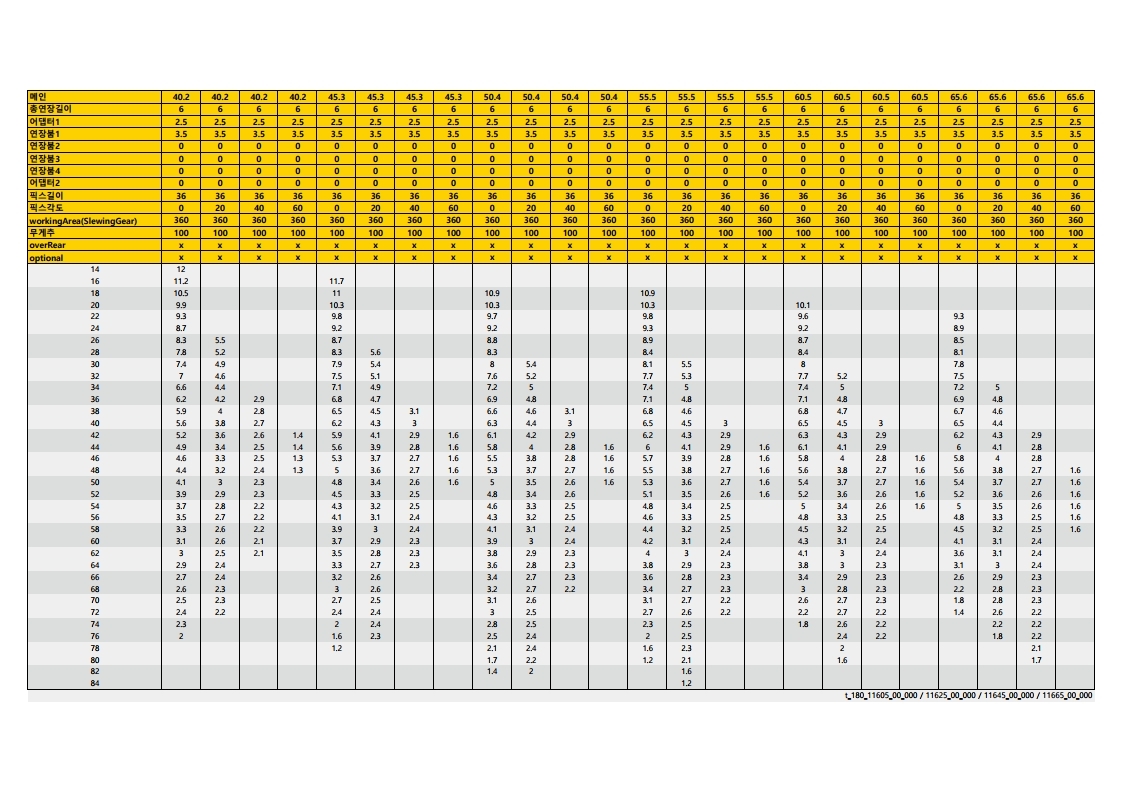 메인 40.2 40.2 40.2 40.2 45.3 45.3 45.3 45.3 50.4 50.4 50.4 50.4 55.5 55.5 55.5 55.5 60.5 60.5 60.5 60.5 65.6 65.6 65.6 65.6
총연장길이 6 6 6 6 6 6 6 6 6 6 6 6 6 6 6 6 6 6 6 6 6 6 6 6
어댑터1 2.5 2.5 2.5 2.5 2.5 2.5 2.5 2.5 2.5 2.5 2.5 2.5 2.5 2.5 2.5 2.5 2.5 2.5 2.5 2.5 2.5 2.5 2.5 2.5
연장붐1 3.5 3.5 3.5 3.5 3.5 3.5 3.5 3.5 3.5 3.5 3.5 3.5 3.5 3.5 3.5 3.5 3.5 3.5 3.5 3.5 3.5 3.5 3.5 3.5
연장붐2 0 0 0 0 0 0 0 0 0 0 0 0 0 0 0 0 0 0 0 0 0 0 0 0
연장붐3 0 0 0 0 0 0 0 0 0 0 0 0 0 0 0 0 0 0 0 0 0 0 0 0
연장붐4 0 0 0 0 0 0 0 0 0 0 0 0 0 0 0 0 0 0 0 0 0 0 0 0
어댑터2 0 0 0 0 0 0 0 0 0 0 0 0 0 0 0 0 0 0 0 0 0 0 0 0
픽스길이 36 36 36 36 36 36 36 36 36 36 36 36 36 36 36 36 36 36 36 36 36 36 36 36
픽스각도 0 20 40 60 0 20 40 60 0 20 40 60 0 20 40 60 0 20 40 60 0 20 40 60
workingArea(SlewingGear) 360 360 360 360 360 360 360 360 360 360 360 360 360 360 360 360 360 360 360 360 360 360 360 360
무게추 100 100 100 100 100 100 100 100 100 100 100 100 100 100 100 100 100 100 100 100 100 100 100 100
overRear x x x x x x x x x x x x x x x x x x x x x x x x
optional x x x x x x x x x x x x x x x x x x x x x x x x
14 12
16 11.2 11.7
18 10.5 11 10.9 10.9
20 9.9 10.3 10.3 10.3 10.1
22 9.3 9.8 9.7 9.8 9.6 9.3
24 8.7 9.2 9.2 9.3 9.2 8.9
26 8.3 5.5 8.7 8.8 8.9 8.7 8.5
28 7.8 5.2 8.3 5.6 8.3 8.4 8.4 8.1
30 7.4 4.9 7.9 5.4 8 5.4 8.1 5.5 8 7.8
32 7 4.6 7.5 5.1 7.6 5.2 7.7 5.3 7.7 5.2 7.5
34 6.6 4.4 7.1 4.9 7.2 5 7.4 5 7.4 5 7.2 5
36 6.2 4.2 2.9 6.8 4.7 6.9 4.8 7.1 4.8 7.1 4.8 6.9 4.8
38 5.9 4 2.8 6.5 4.5 3.1 6.6 4.6 3.1 6.8 4.6 6.8 4.7 6.7 4.6
40 5.6 3.8 2.7 6.2 4.3 3 6.3 4.4 3 6.5 4.5 3 6.5 4.5 3 6.5 4.4
42 5.2 3.6 2.6 1.4 5.9 4.1 2.9 1.6 6.1 4.2 2.9 6.2 4.3 2.9 6.3 4.3 2.9 6.2 4.3 2.9
44 4.9 3.4 2.5 1.4 5.6 3.9 2.8 1.6 5.8 4 2.8 1.6 6 4.1 2.9 1.6 6.1 4.1 2.9 6 4.1 2.8
46 4.6 3.3 2.5 1.3 5.3 3.7 2.7 1.6 5.5 3.8 2.8 1.6 5.7 3.9 2.8 1.6 5.8 4 2.8 1.6 5.8 4 2.8
48 4.4 3.2 2.4 1.3 5 3.6 2.7 1.6 5.3 3.7 2.7 1.6 5.5 3.8 2.7 1.6 5.6 3.8 2.7 1.6 5.6 3.8 2.7 1.6
50 4.1 3 2.3 4.8 3.4 2.6 1.6 5 3.5 2.6 1.6 5.3 3.6 2.7 1.6 5.4 3.7 2.7 1.6 5.4 3.7 2.7 1.6
52 3.9 2.9 2.3 4.5 3.3 2.5 4.8 3.4 2.6 5.1 3.5 2.6 1.6 5.2 3.6 2.6 1.6 5.2 3.6 2.6 1.6
54 3.7 2.8 2.2 4.3 3.2 2.5 4.6 3.3 2.5 4.8 3.4 2.5 5 3.4 2.6 1.6 5 3.5 2.6 1.6
56 3.5 2.7 2.2 4.1 3.1 2.4 4.3 3.2 2.5 4.6 3.3 2.5 4.8 3.3 2.5 4.8 3.3 2.5 1.6
58 3.3 2.6 2.2 3.9 3 2.4 4.1 3.1 2.4 4.4 3.2 2.5 4.5 3.2 2.5 4.5 3.2 2.5 1.6
60 3.1 2.6 2.1 3.7 2.9 2.3 3.9 3 2.4 4.2 3.1 2.4 4.3 3.1 2.4 4.1 3.1 2.4
62 3 2.5 2.1 3.5 2.8 2.3 3.8 2.9 2.3 4 3 2.4 4.1 3 2.4 3.6 3.1 2.4
64 2.9 2.4 3.3 2.7 2.3 3.6 2.8 2.3 3.8 2.9 2.3 3.8 3 2.3 3.1 3 2.4
66 2.7 2.4 3.2 2.6 3.4 2.7 2.3 3.6 2.8 2.3 3.4 2.9 2.3 2.6 2.9 2.3
68 2.6 2.3 3 2.6 3.2 2.7 2.2 3.4 2.7 2.3 3 2.8 2.3 2.2 2.8 2.3
70 2.5 2.3 2.7 2.5 3.1 2.6 3.1 2.7 2.2 2.6 2.7 2.3 1.8 2.8 2.3
72 2.4 2.2 2.4 2.4 3 2.5 2.7 2.6 2.2 2.2 2.7 2.2 1.4 2.6 2.2
74 2.3 2 2.4 2.8 2.5 2.3 2.5 1.8 2.6 2.2 2.2 2.2
76 2 1.6 2.3 2.5 2.4 2 2.5 2.4 2.2 1.8 2.2
78 1.2 2.1 2.4 1.6 2.3 2 2.1
80 1.7 2.2 1.2 2.1 1.6 1.7
82 1.4 2 1.6
84 1.2
t_180_11605_00_000 / 11625_00_000 / 11645_00_000 / 11665_00_000